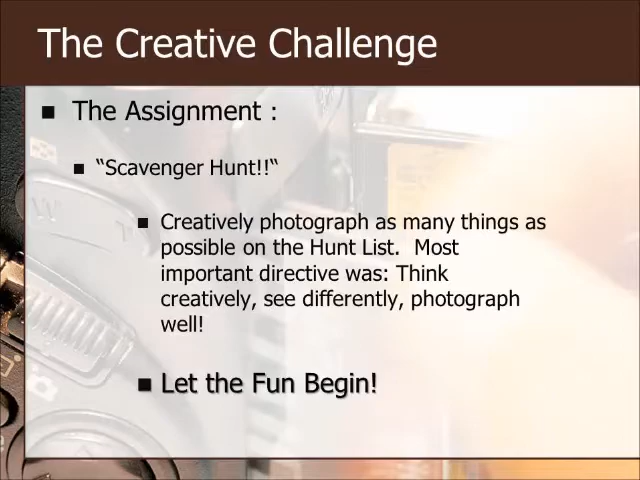 The Creative Challenge
The Assignment :
“Scavenger Hunt!!“
Creatively photograph as many things as
possible on the Hunt List.  Most
important directive was: Think
creatively, see differently, photograph
well!
Let the Fun Begin!
W
T